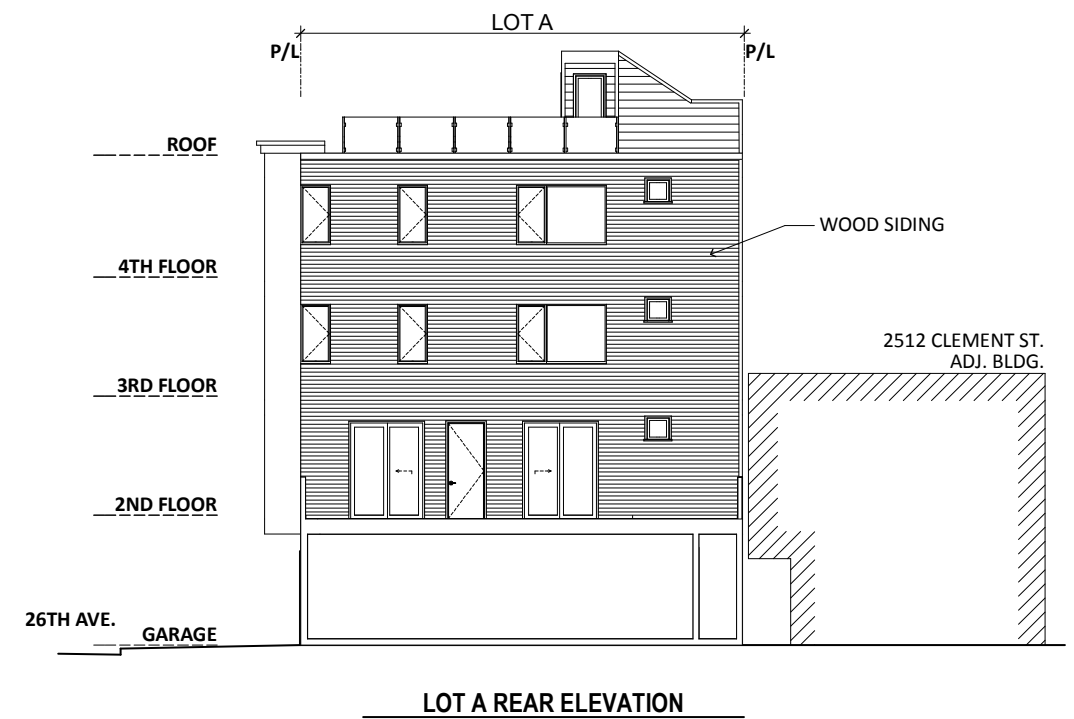 LOT A
P/L
P/L
ROOF
WOOD SIDING
4TH FLOOR
2512 CLEMENT ST.
ADJ. BLDG.
3RD FLOOR
2ND FLOOR
26TH AVE.
GARAGE
LOT A REAR ELEVATION